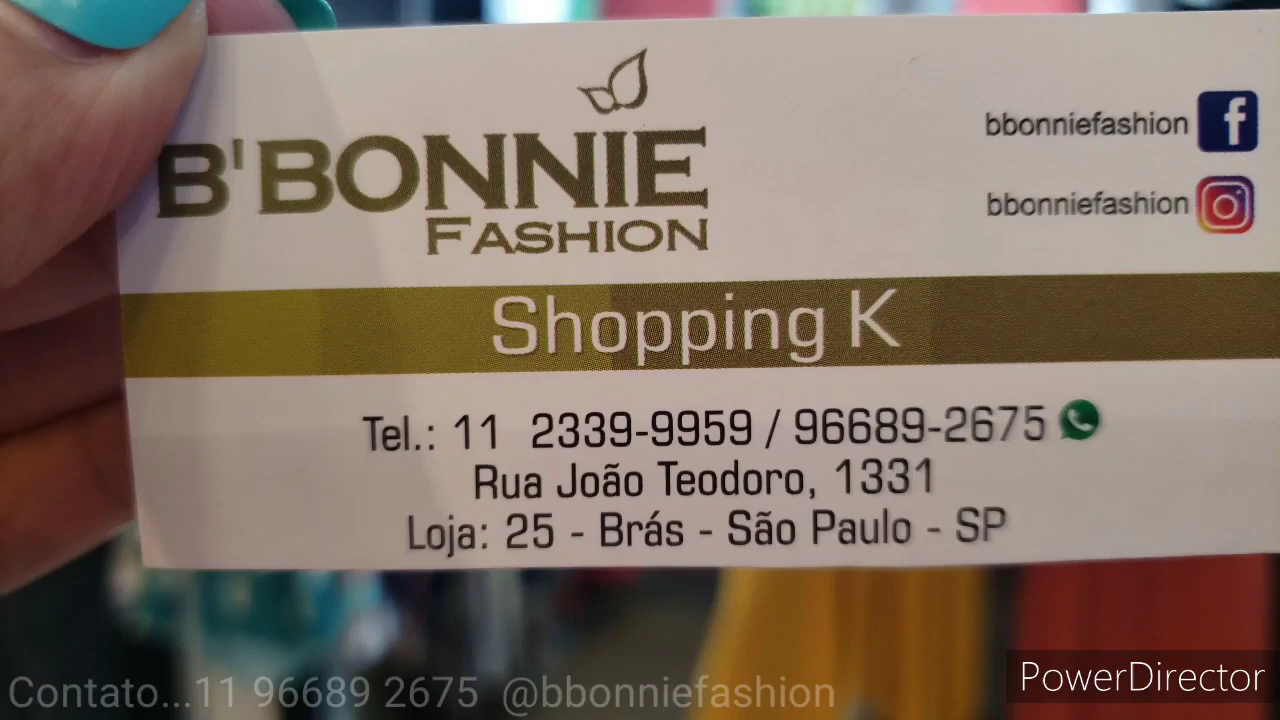 B'BONNIE
FASHION
bbonniefashion
bbonniefashion
Shopping K
Tel.: 11 2339-9959 / 96689-2675
Rua João Teodoro, 1331
Loja: 25 - Brás - São Paulo - SP
Contato...11 96689 2675 @bbonniefashion
PowerDirector